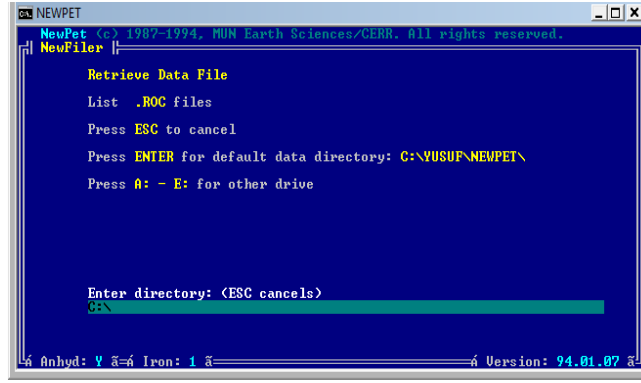 NEWPET
NewPet (c) 1987-1994, MUN Earth Sciences/CERR. All rights reserved.
NewFiler
Retrieve Data File
List .ROC files
Press ESC to cancel
Press ENTER for default data directory: C:\YUSUF\NEWPET\
Press A: - E: for other drive
Enter directory: (ESC cancels)
C:\
á Anhyd: Y ã á Iron: 1 ã á Version: 94.01.07 ã